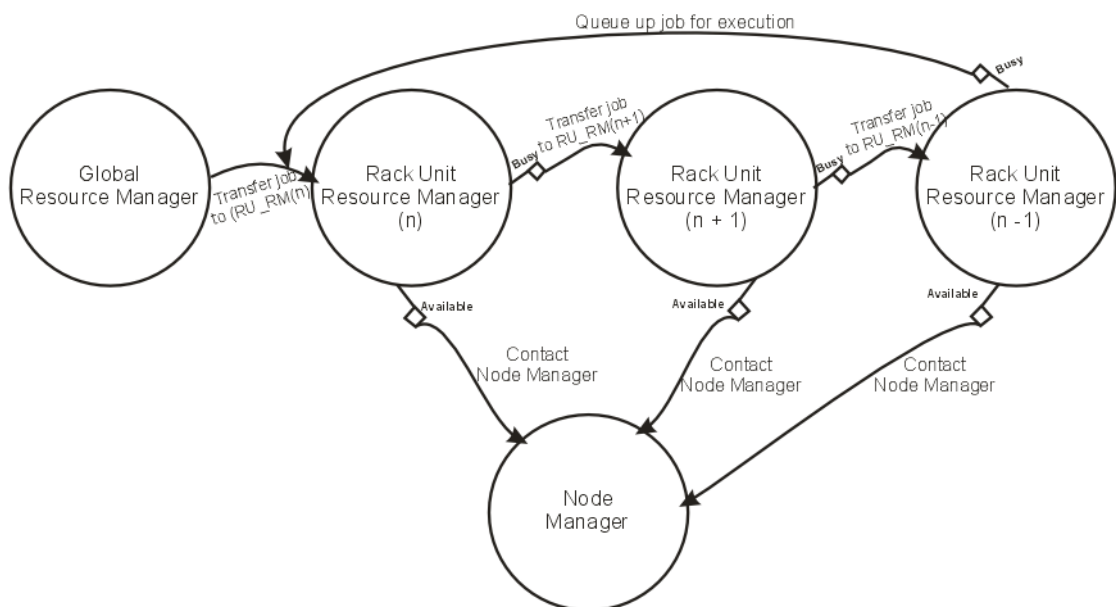 Queue up job for execution
Busy
Global
Resource Manager
Transfer job
to (RU_RM(n)
Rack Unit
Resource Manager
(n)
Busy
Transfer job
to RU_RM(n+1)
Rack Unit
Resource Manager
(n + 1)
Busy
Transfer job
to RU_RM(n-1)
Rack Unit
Resource Manager
(n -1)
Available
Available
Available
Contact
Node Manager
Contact
Node Manager
Contact
Node Manager
Node
Manager